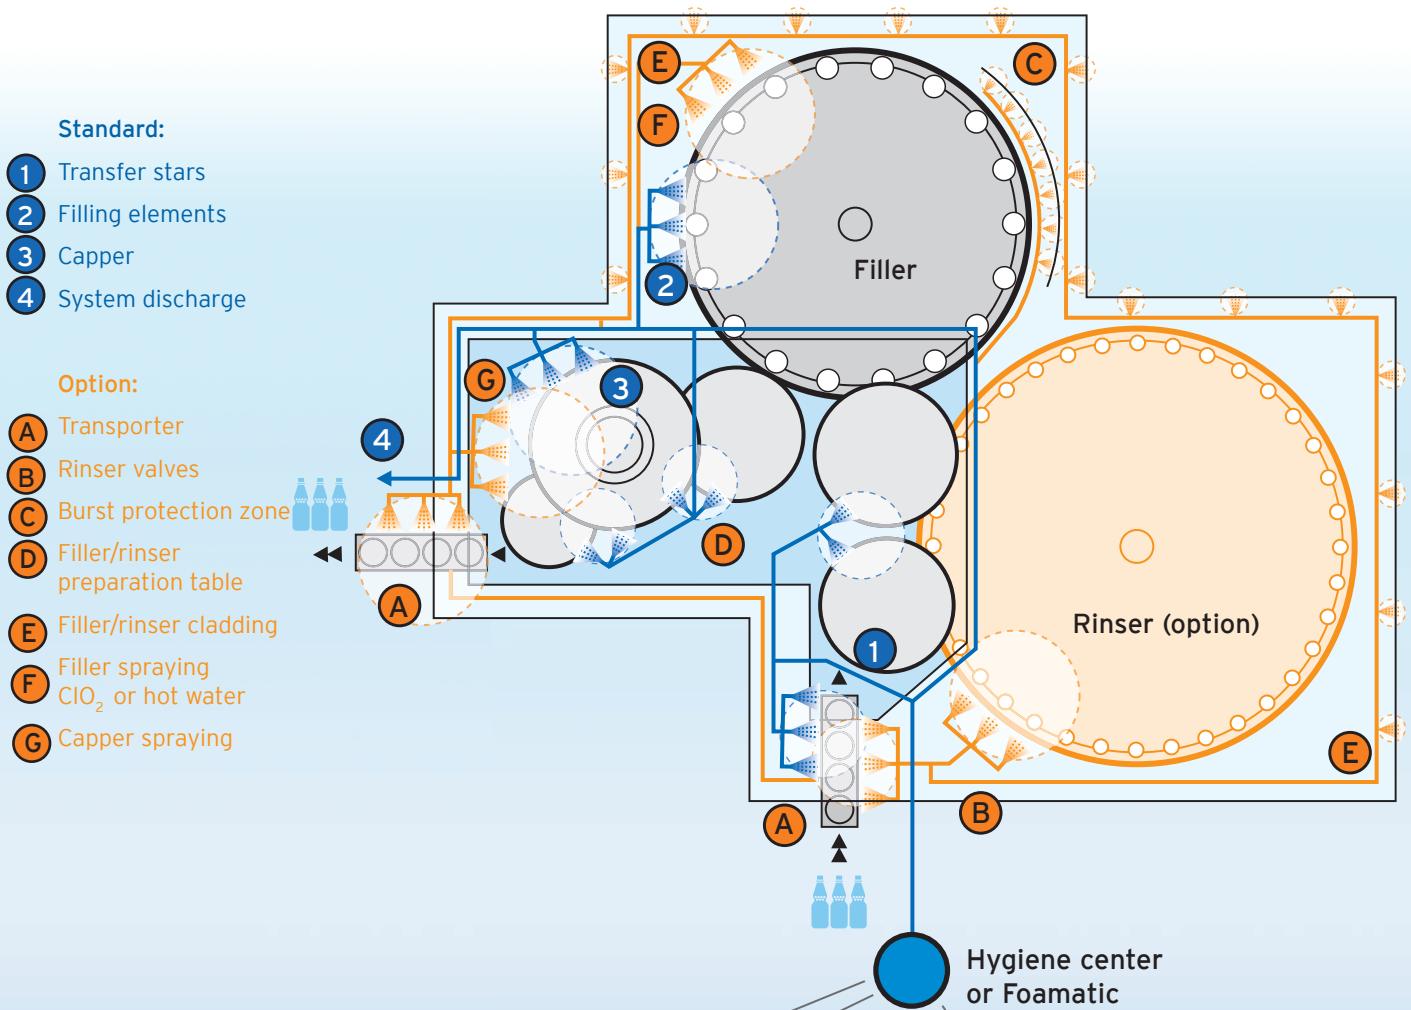 Standard:
1 Transfer stars
2 Filling elements
3 Capper
4 System discharge
Option:
A Transporter
B Rinser valves
C Burst protection zone
D Filler/rinser
preparation table
E Filler/rinser cladding
F Filler spraying
ClO₂ or hot water
G Capper spraying
E
C
F
Filler
2
G
3
4
D
A
Rinser (option)
1
E
A
B
Hygiene center
or Foamatic